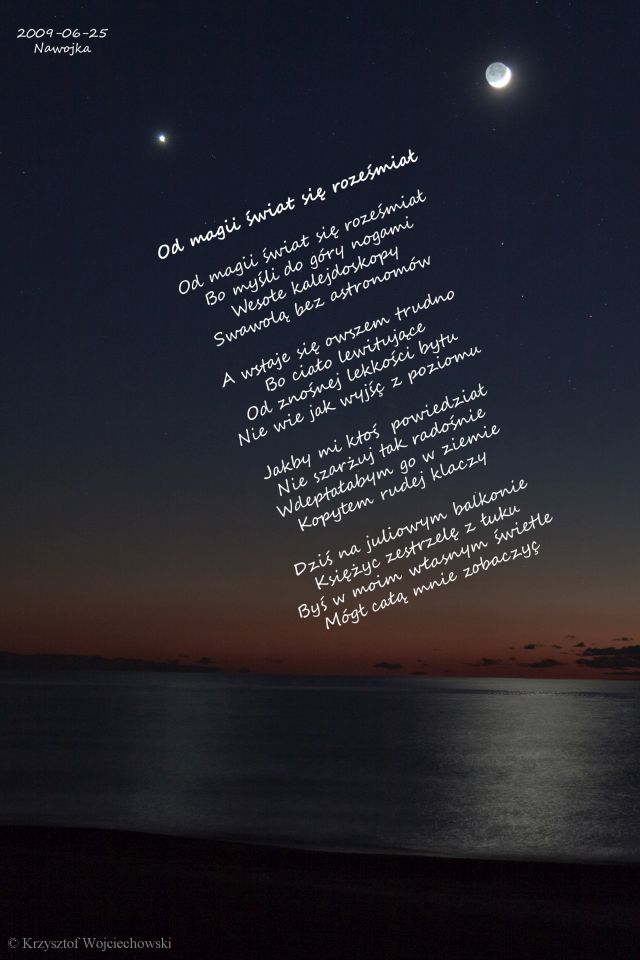 2009-06-25
Nawojka
Od magii świat się roześmiał
Od magii świat się roześmiał
Bo myśli do góry nogami
Wesołe kalejdoskopy
Swawolą bez astronomów
A wstaje się owszem trudno
Bo ciało lewitujące
Od znośnej lekkości bytu
Nie wie jak wyjść z poziomu
Jakby mi ktoś powiedział
Nie szarżuj tak radośnie
Wdeptałabym go w ziemie
Kopytem rudej klaczy
Dziś na juliowym balkonie
Księżyc zestrzelę z łuku
Byś w moim własnym świetle
Mógł całą mnie zobaczyć
© Krzysztof Wojciechowski